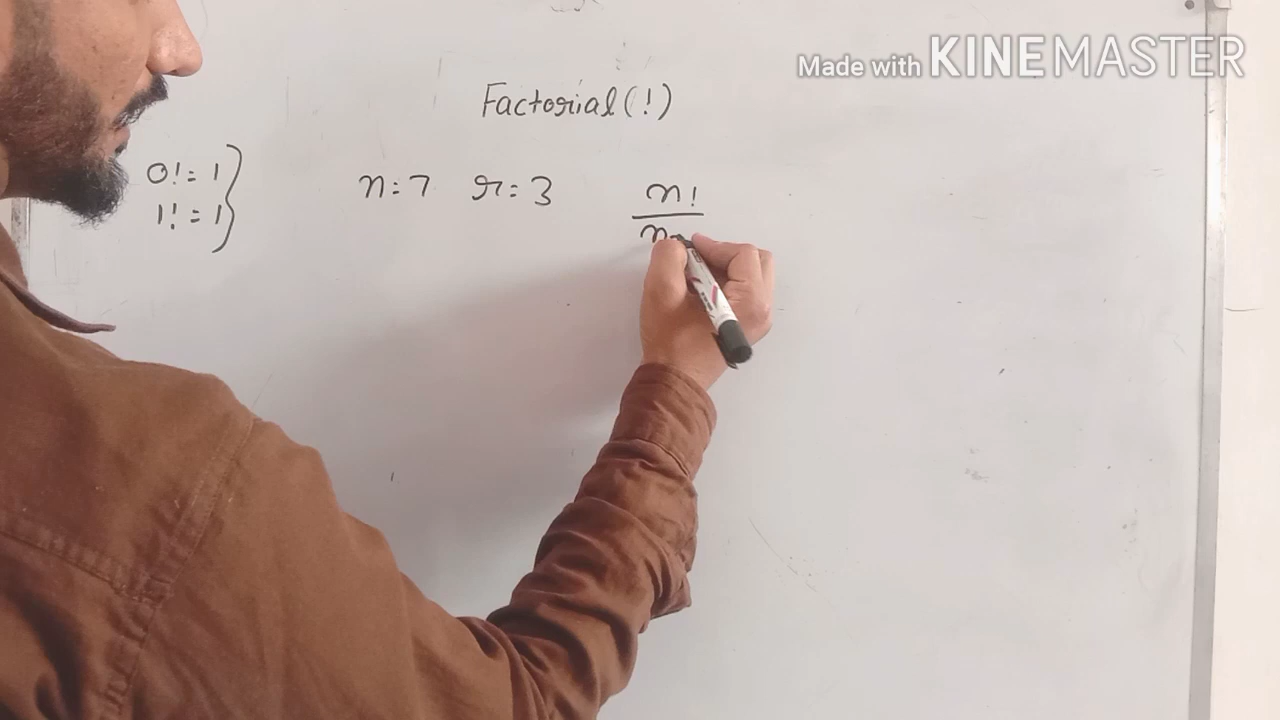 Made with KINEMASTER
Factorial (!)
0! = 1
1! = 1
n = 7 r = 3
n!
n-